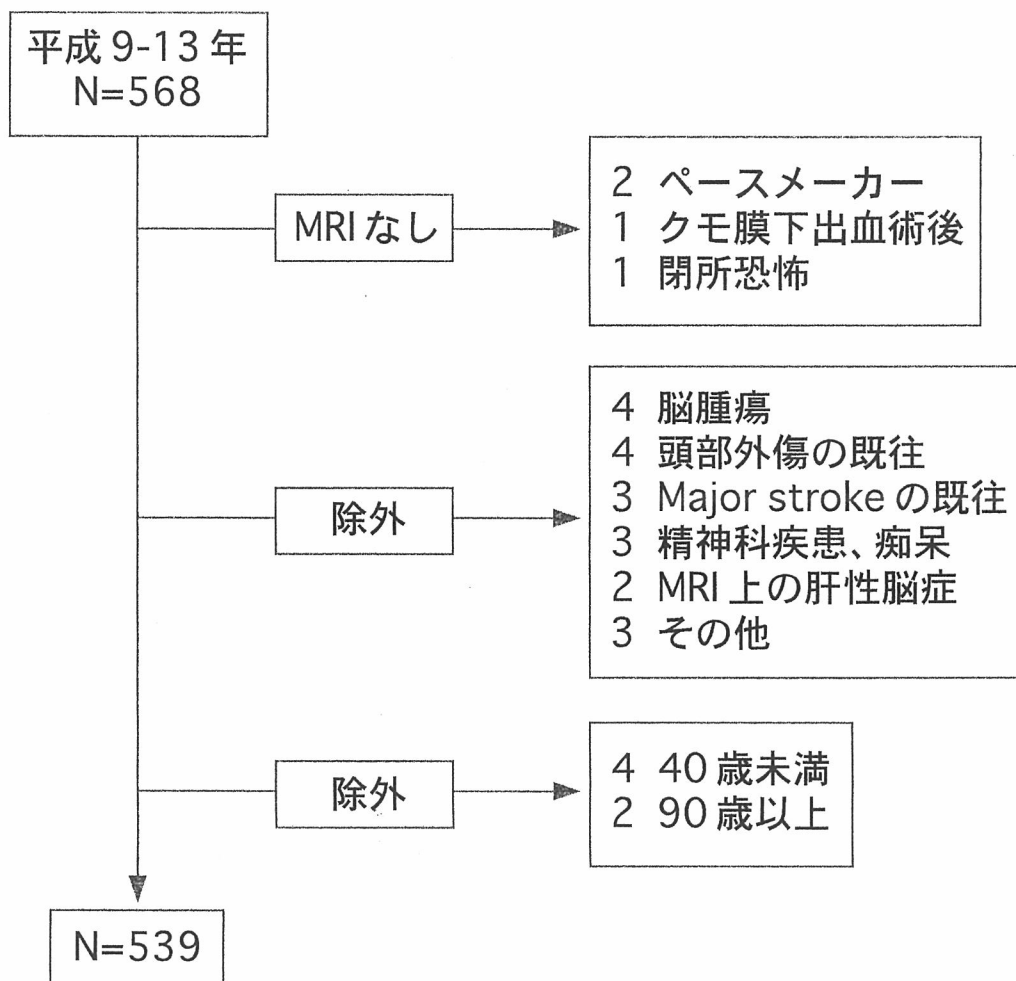 平成 9-13 年
N=568
MRI なし
2 ペースメーカー
1 クモ膜下出血術後
1 閉所恐怖
除外
4 脳腫瘍
4 頭部外傷の既往
3 Major stroke の既往
3 精神科疾患、痴呆
2 MRI 上の肝性脳症
3 その他
除外
4 40 歳未満
2 90 歳以上
N=539